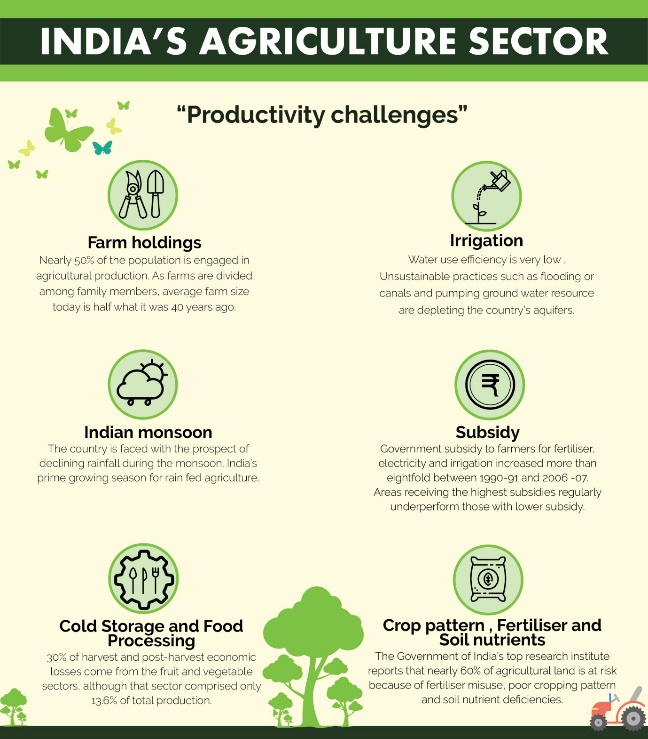 INDIA'S AGRICULTURE SECTOR
“Productivity challenges”
Farm holdings
Nearly 50% of the population is engaged in
agricultural production. As farms are divided
among family members, average farm size
today is half what it was 40 years ago.
Irrigation
Water use efficiency is very low .
Unsustainable practices such as flooding or
canals and pumping ground water resource
are depleting the country's aquifers.
Indian monsoon
The country is faced with the prospect of
declining rainfall during the monsoon. India's
prime growing season for rain fed agriculture.
Subsidy
Government subsidy to farmers for fertiliser,
electricity and irrigation increased more than
eightfold between 1990-91 and 2006 -07.
Areas receiving the highest subsidies regularly
underperform those with lower subsidy.
Cold Storage and Food
Processing
30% of harvest and post-harvest economic
losses come from the fruit and vegetable
sectors, although that sector comprised only
13.6% of total production.
Crop pattern , Fertiliser and
Soil nutrients
The Government of India's top research institute
reports that nearly 60% of agricultural land is at risk
because of fertiliser misuse, poor cropping pattern
and soil nutrient deficiencies.